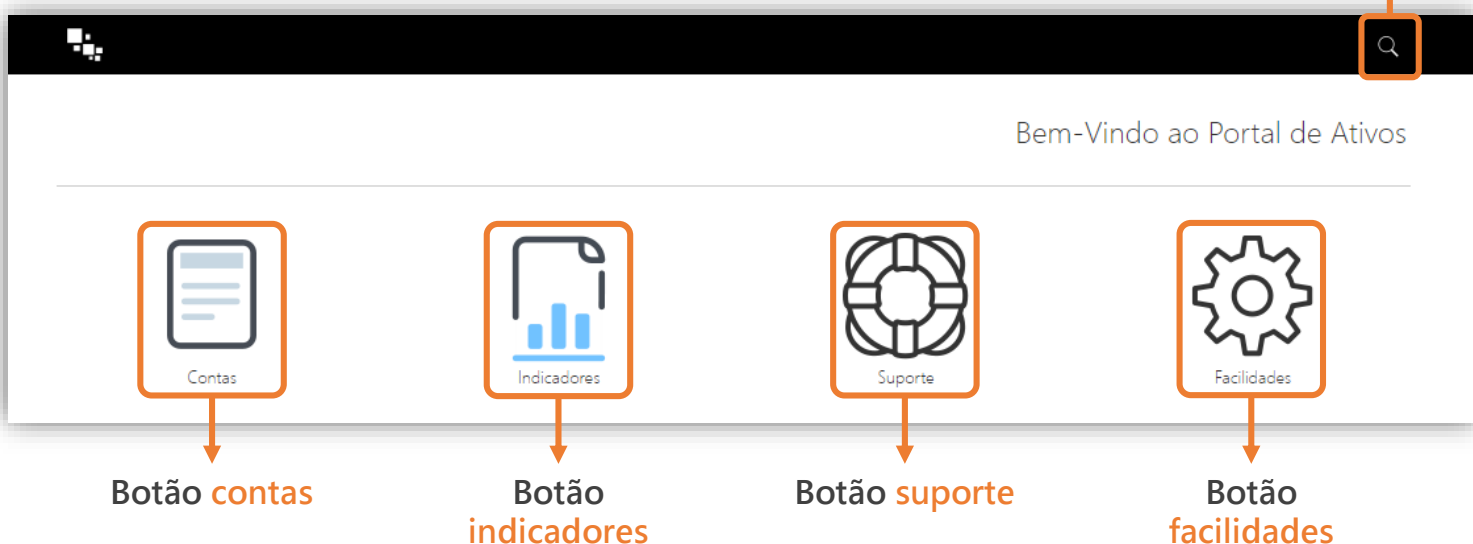 Bem-Vindo ao Portal de Ativos
Contas
Indicadores
Suporte
Facilidades
Botão contas
Botão
indicadores
Botão suporte
Botão
facilidades